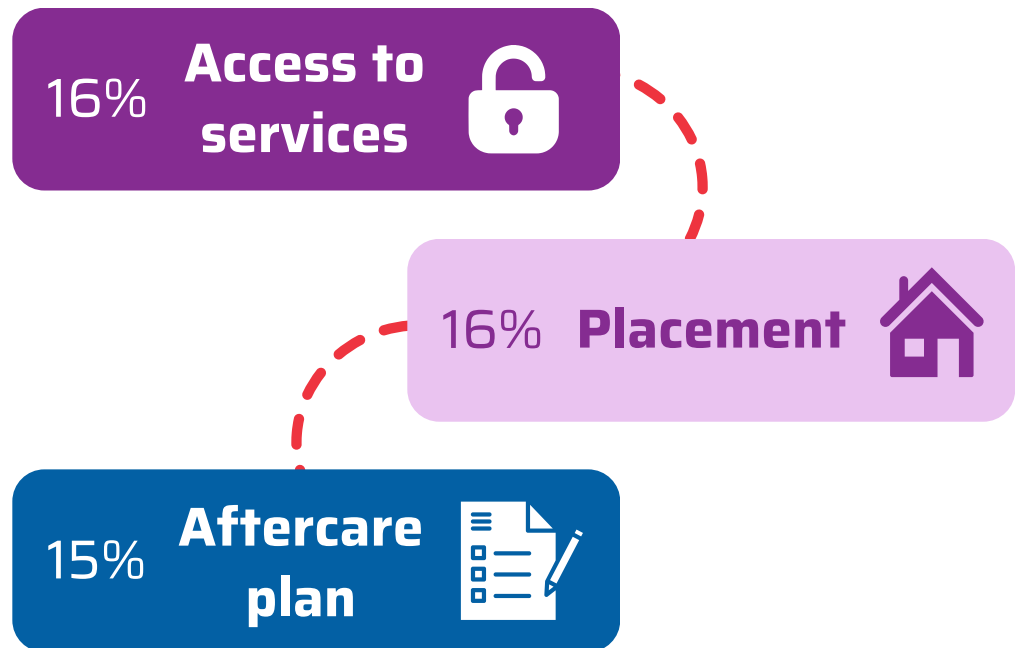 16% Access to
services
16% Placement
15% Aftercare
plan